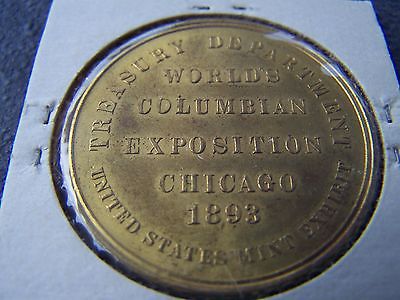 TREASURY DEPARTMENT
WORLD'S
COLUMBIAN
EXPOSITION
CHICAGO
1893
UNITED STATES MINT EXHIBIT